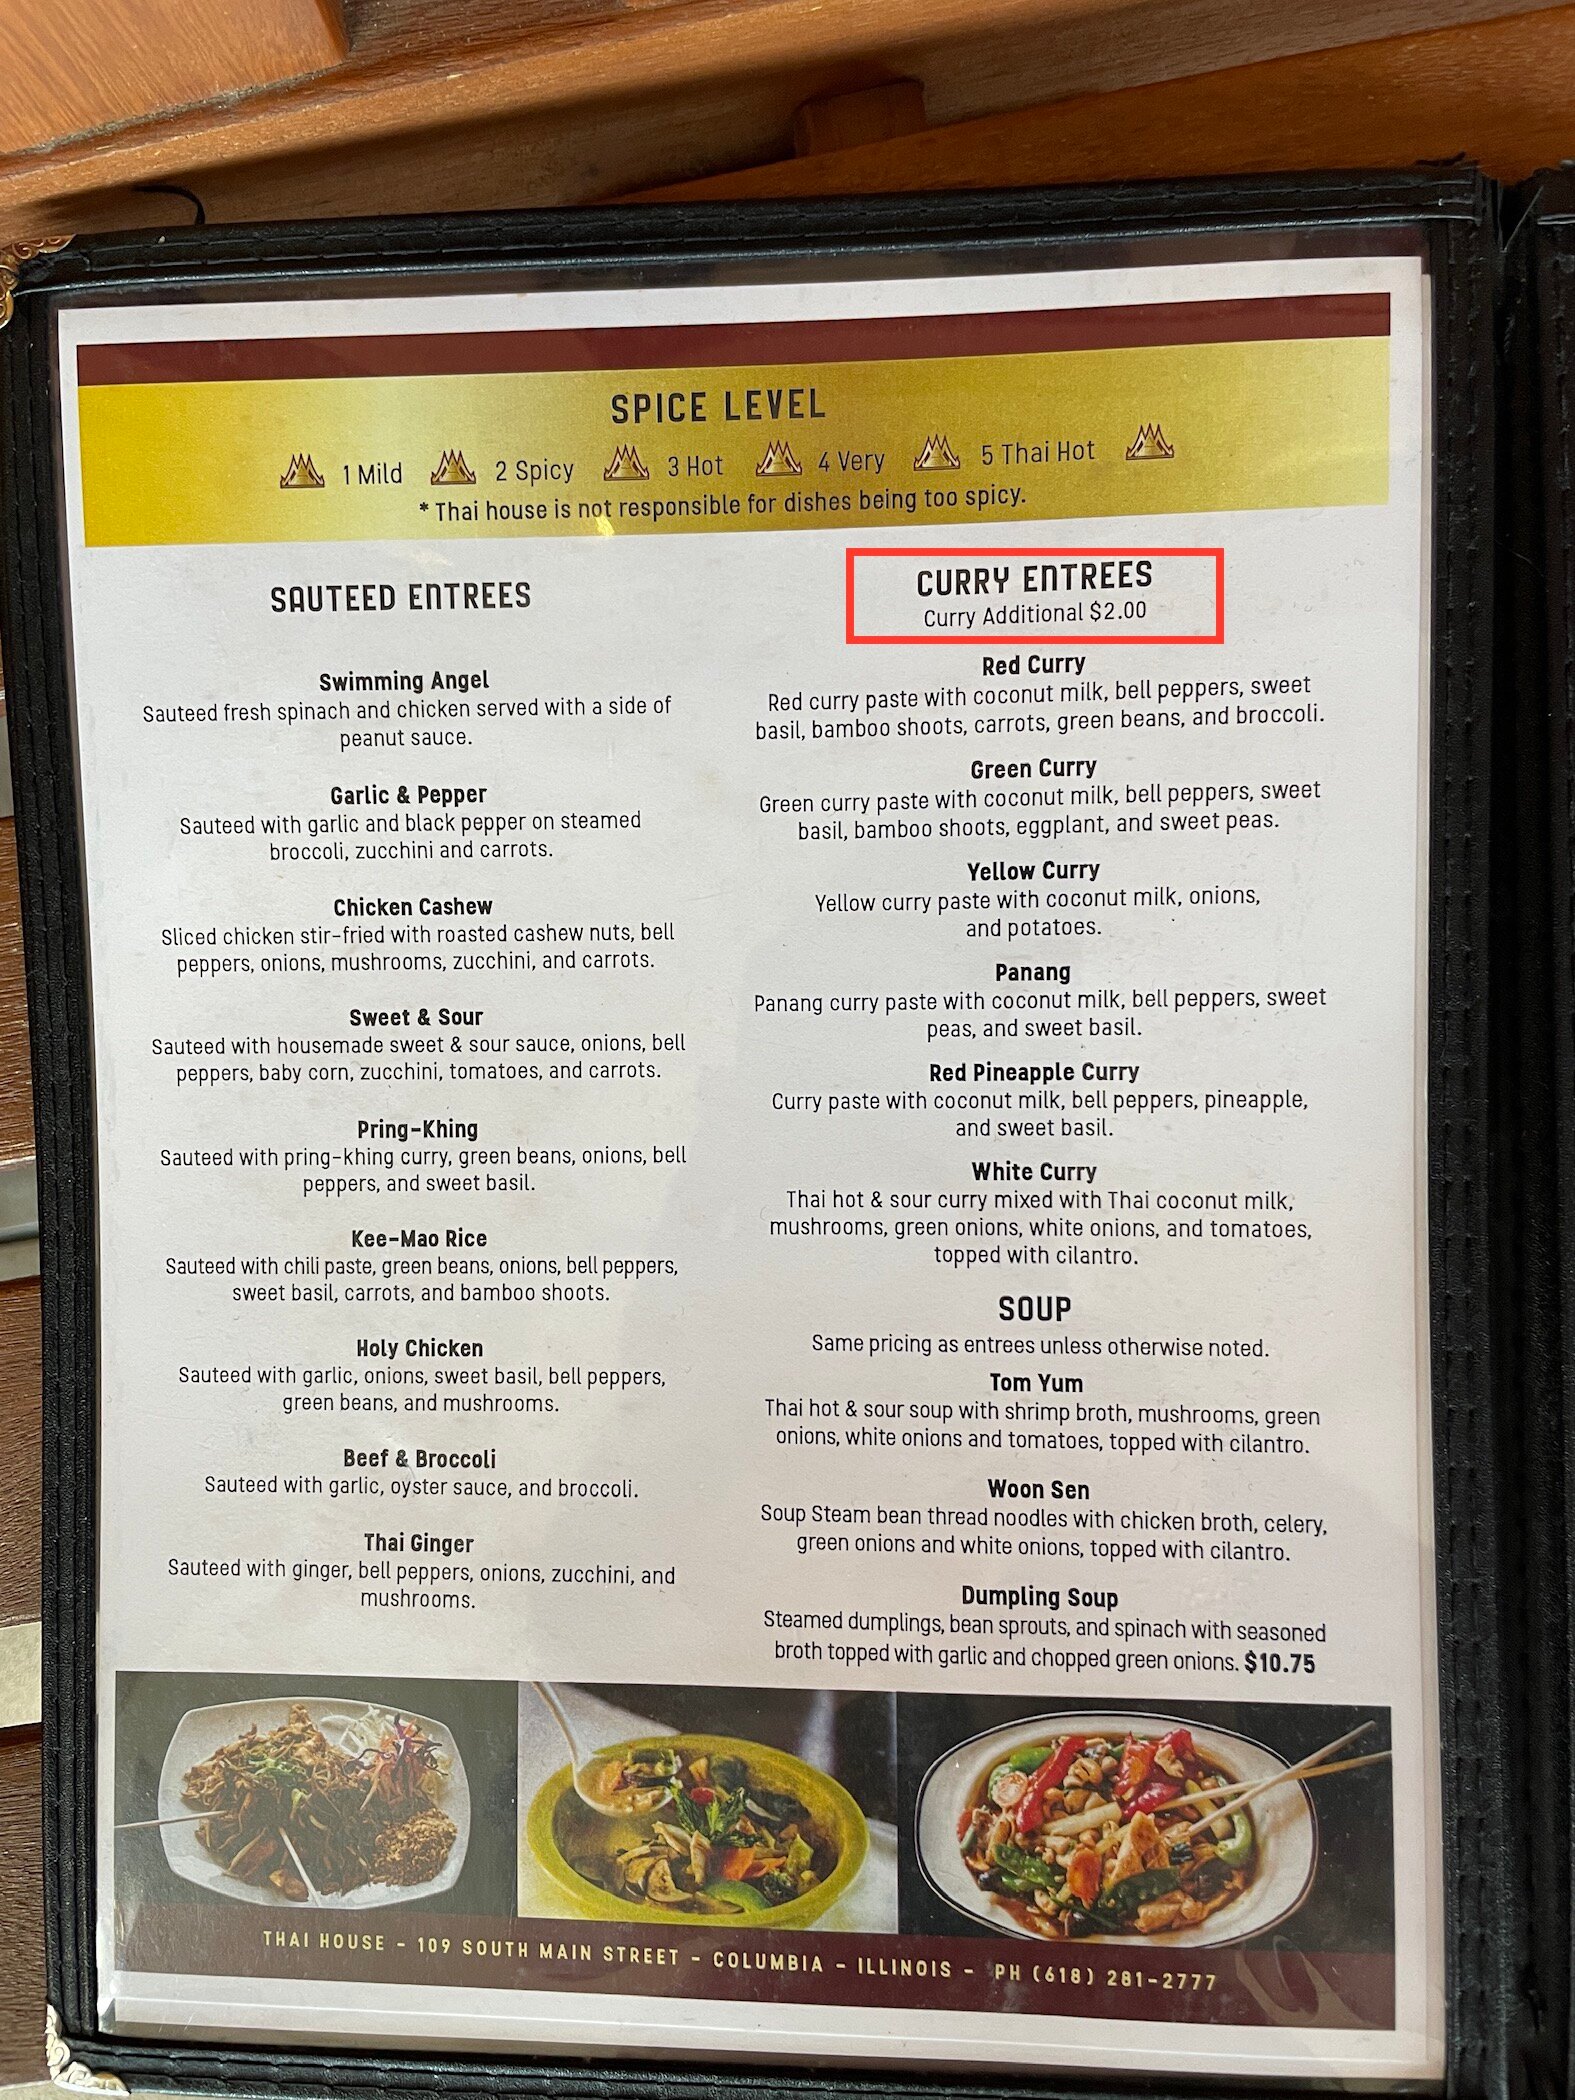 SPICE LEVEL
1 Mild 2 Spicy 3 Hot 4 Very 5 Thai Hot
* Thai house is not responsible for dishes being too spicy.
SAUTEED ENTREES
Swimming Angel
Sauteed fresh spinach and chicken served with a side of
peanut sauce.
Garlic & Pepper
Sauteed with garlic and black pepper on steamed
broccoli, zucchini and carrots.
Chicken Cashew
Sliced chicken stir-fried with roasted cashew nuts, bell
peppers, onions, mushrooms, zucchini, and carrots.
Sweet & Sour
Sauteed with housemade sweet & sour sauce, onions, bell
peppers, baby corn, zucchini, tomatoes, and carrots.
Pring-Khing
Sauteed with pring-khing curry, green beans, onions, bell
peppers, and sweet basil.
Kee-Mao Rice
Sauteed with chili paste, green beans, onions, bell peppers,
sweet basil, carrots, and bamboo shoots.
Holy Chicken
Sauteed with garlic, onions, sweet basil, bell peppers,
green beans, and mushrooms.
Beef & Broccoli
Sauteed with garlic, oyster sauce, and broccoli.
Thai Ginger
Sauteed with ginger, bell peppers, onions, zucchini, and
mushrooms.
CURRY ENTREES
Curry Additional $2.00
Red Curry
Red curry paste with coconut milk, bell peppers, sweet
basil, bamboo shoots, carrots, green beans, and broccoli.
Green Curry
Green curry paste with coconut milk, bell peppers, sweet
basil, bamboo shoots, eggplant, and sweet peas.
Yellow Curry
Yellow curry paste with coconut milk, onions,
and potatoes.
Panang
Panang curry paste with coconut milk, bell peppers, sweet
peas, and sweet basil.
Red Pineapple Curry
Curry paste with coconut milk, bell peppers, pineapple,
and sweet basil.
White Curry
Thai hot & sour curry mixed with Thai coconut milk,
mushrooms, green onions, white onions, and tomatoes,
topped with cilantro.
SOUP
Same pricing as entrees unless otherwise noted.
Tom Yum
Thai hot & sour soup with shrimp broth, mushrooms, green
onions, white onions and tomatoes, topped with cilantro.
Woon Sen
Soup Steam bean thread noodles with chicken broth, celery,
green onions and white onions, topped with cilantro.
Dumpling Soup
Steamed dumplings, bean sprouts, and spinach with seasoned
broth topped with garlic and chopped green onions. $10.75
THAI HOUSE - 109 SOUTH MAIN STREET - COLUMBIA - ILLINOIS - PH (618) 281-2777